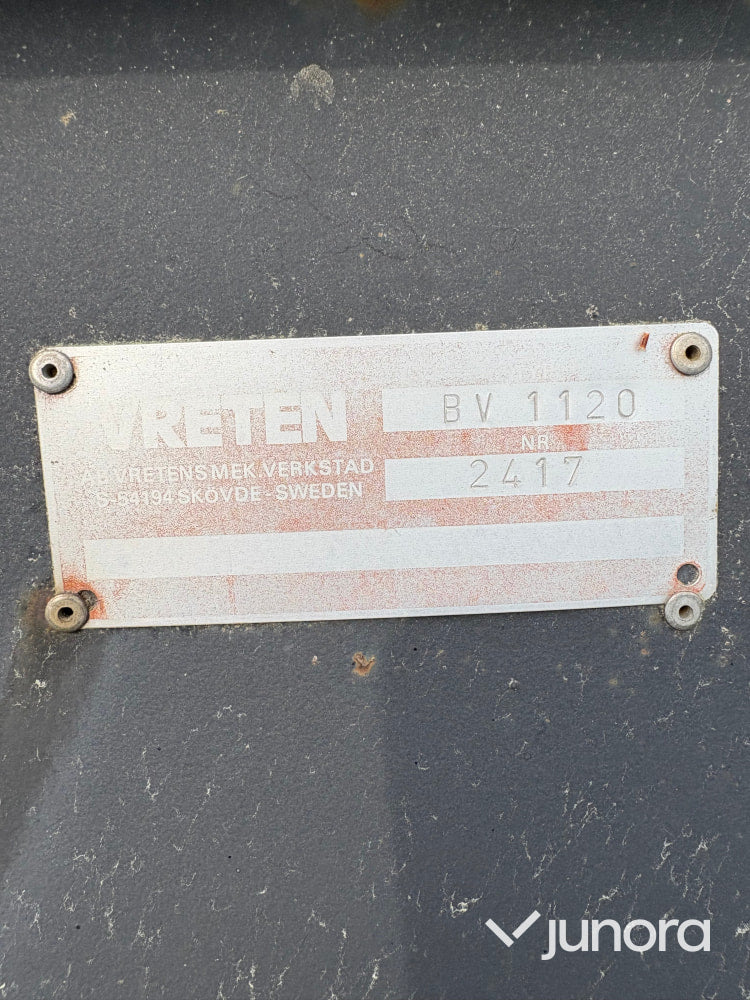 VRETEN
BV 1120
NR.
AB VRETENS MEK. VERKSTAD
2417
S-54194 SKÖVDE - SWEDEN
junora